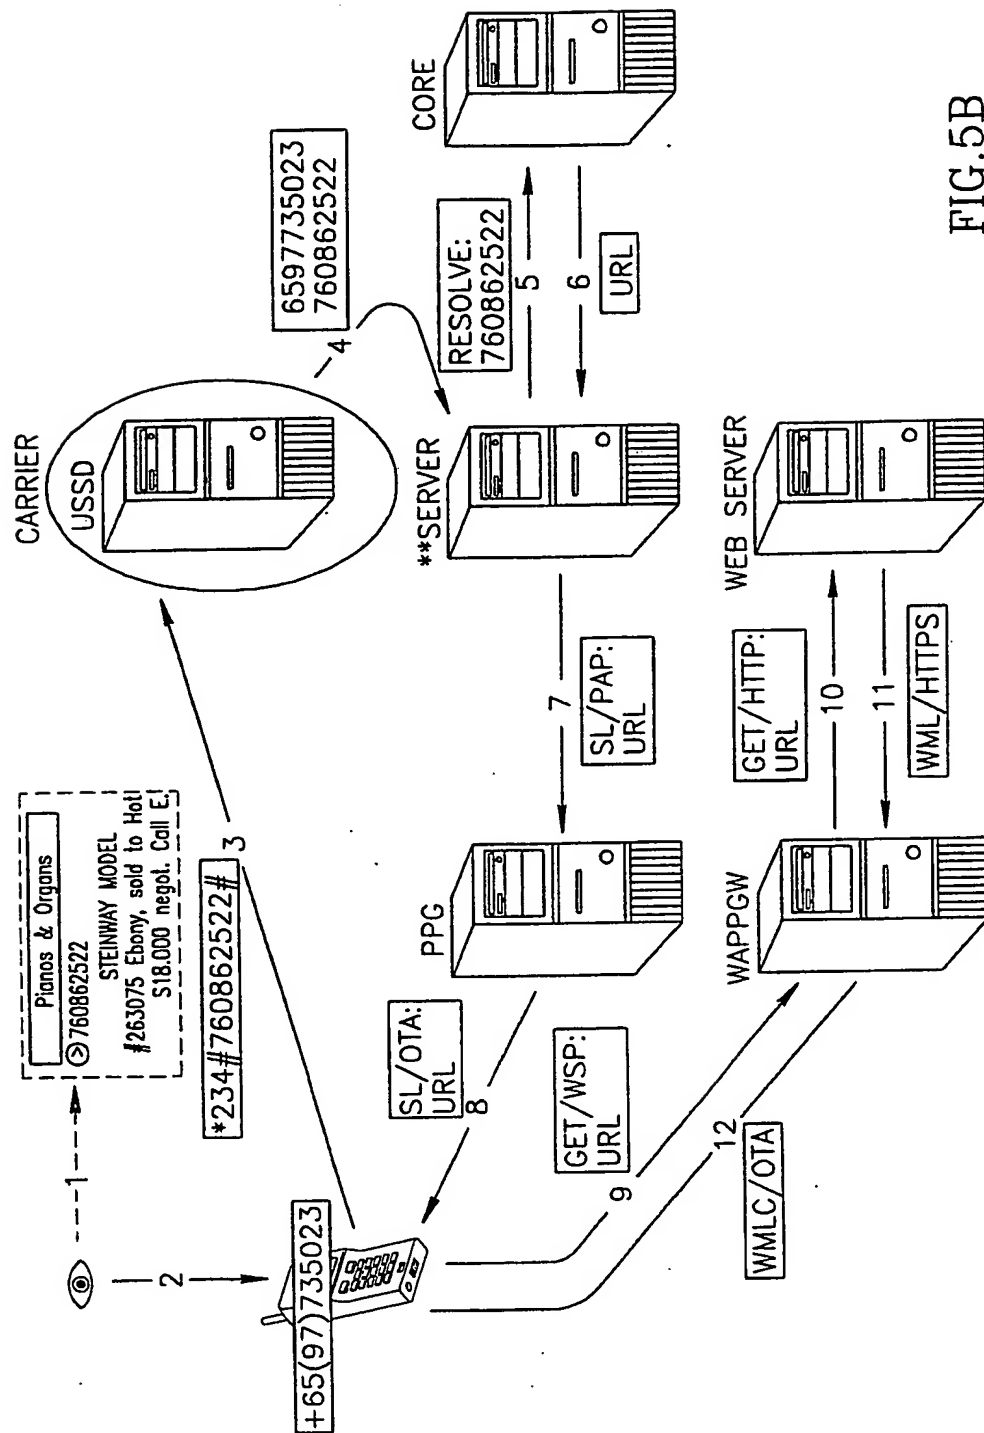 Pianos & Organs
760862522
STEINWAY MODEL
#263075 Ebony, sold to Hotl
S18.000 negot. Call E.
1
2
+65(97)735023
*234#760862522#
3
CARRIER
USSD
4
6597735023
760862522
**SERVER
RESOLVE:
760862522
5
6
URL
CORE
7
SL/PAP:
URL
PPG
SL/OTA:
URL
8
GET/WSP:
URL
9
12
WMLC/OTA
WAPPGW
GET/HTTP:
URL
10
11
WML/HTTPS
WEB SERVER
FIG.5B